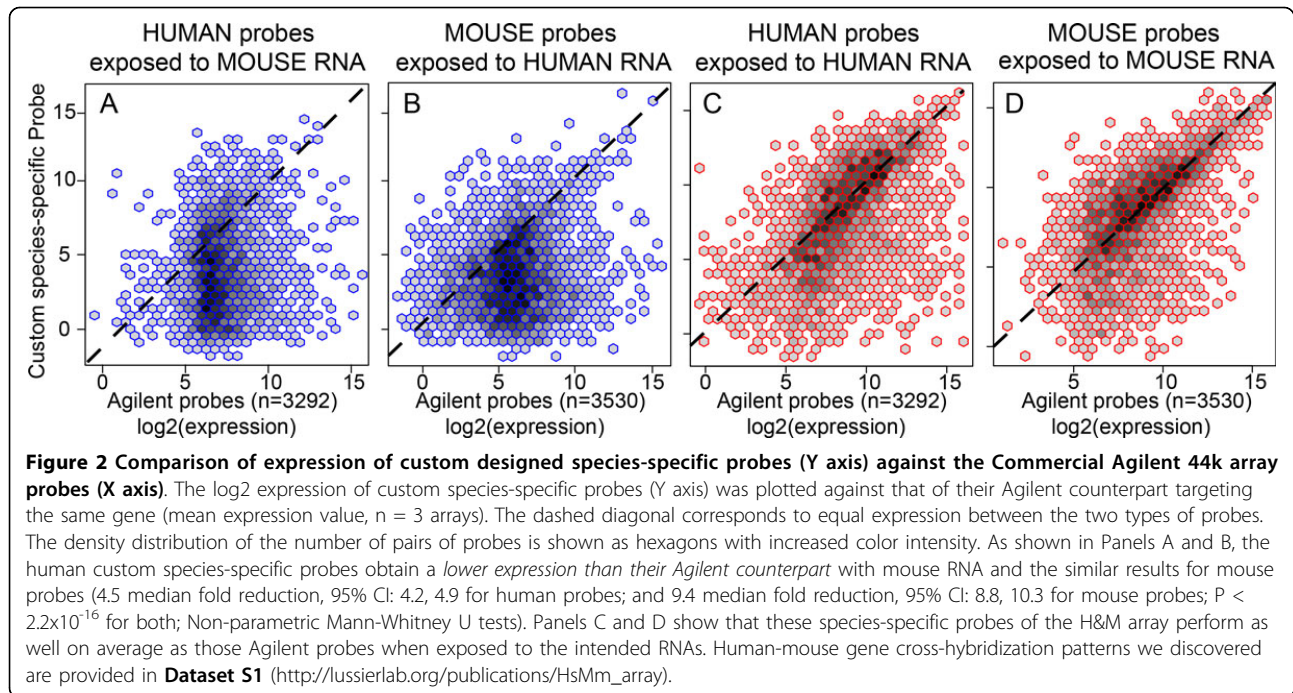 HUMAN probes
exposed to MOUSE RNA
MOUSE probes
exposed to HUMAN RNA
HUMAN probes
exposed to HUMAN RNA
MOUSE probes
exposed to MOUSE RNA
Custom species-specific Probe
A
B
C
D
15
10
5
0
0 5 10 15
0 5 10 15
0 5 10 15
5 10 15
Agilent probes (n=3292)
log2(expression)
Agilent probes (n=3530)
log2(expression)
Agilent probes (n=3292)
log2(expression)
Agilent probes (n=3530)
log2(expression)
Figure 2 Comparison of expression of custom designed species-specific probes (Y axis) against the Commercial Agilent 44k array
probes (X axis). The log2 expression of custom species-specific probes (Y axis) was plotted against that of their Agilent counterpart targeting
the same gene (mean expression value, n = 3 arrays). The dashed diagonal corresponds to equal expression between the two types of probes.
The density distribution of the number of pairs of probes is shown as hexagons with increased color intensity. As shown in Panels A and B, the
human custom species-specific probes obtain a lower expression than their Agilent counterpart with mouse RNA and the similar results for mouse
probes (4.5 median fold reduction, 95% CI: 4.2, 4.9 for human probes; and 9.4 median fold reduction, 95% CI: 8.8, 10.3 for mouse probes; P <
2.2x10⁻¹⁶ for both; Non-parametric Mann-Whitney U tests). Panels C and D show that these species-specific probes of the H&M array perform as
well on average as those Agilent probes when exposed to the intended RNAs. Human-mouse gene cross-hybridization patterns we discovered
are provided in Dataset S1 (http://lussierlab.org/publications/HsMm_array).